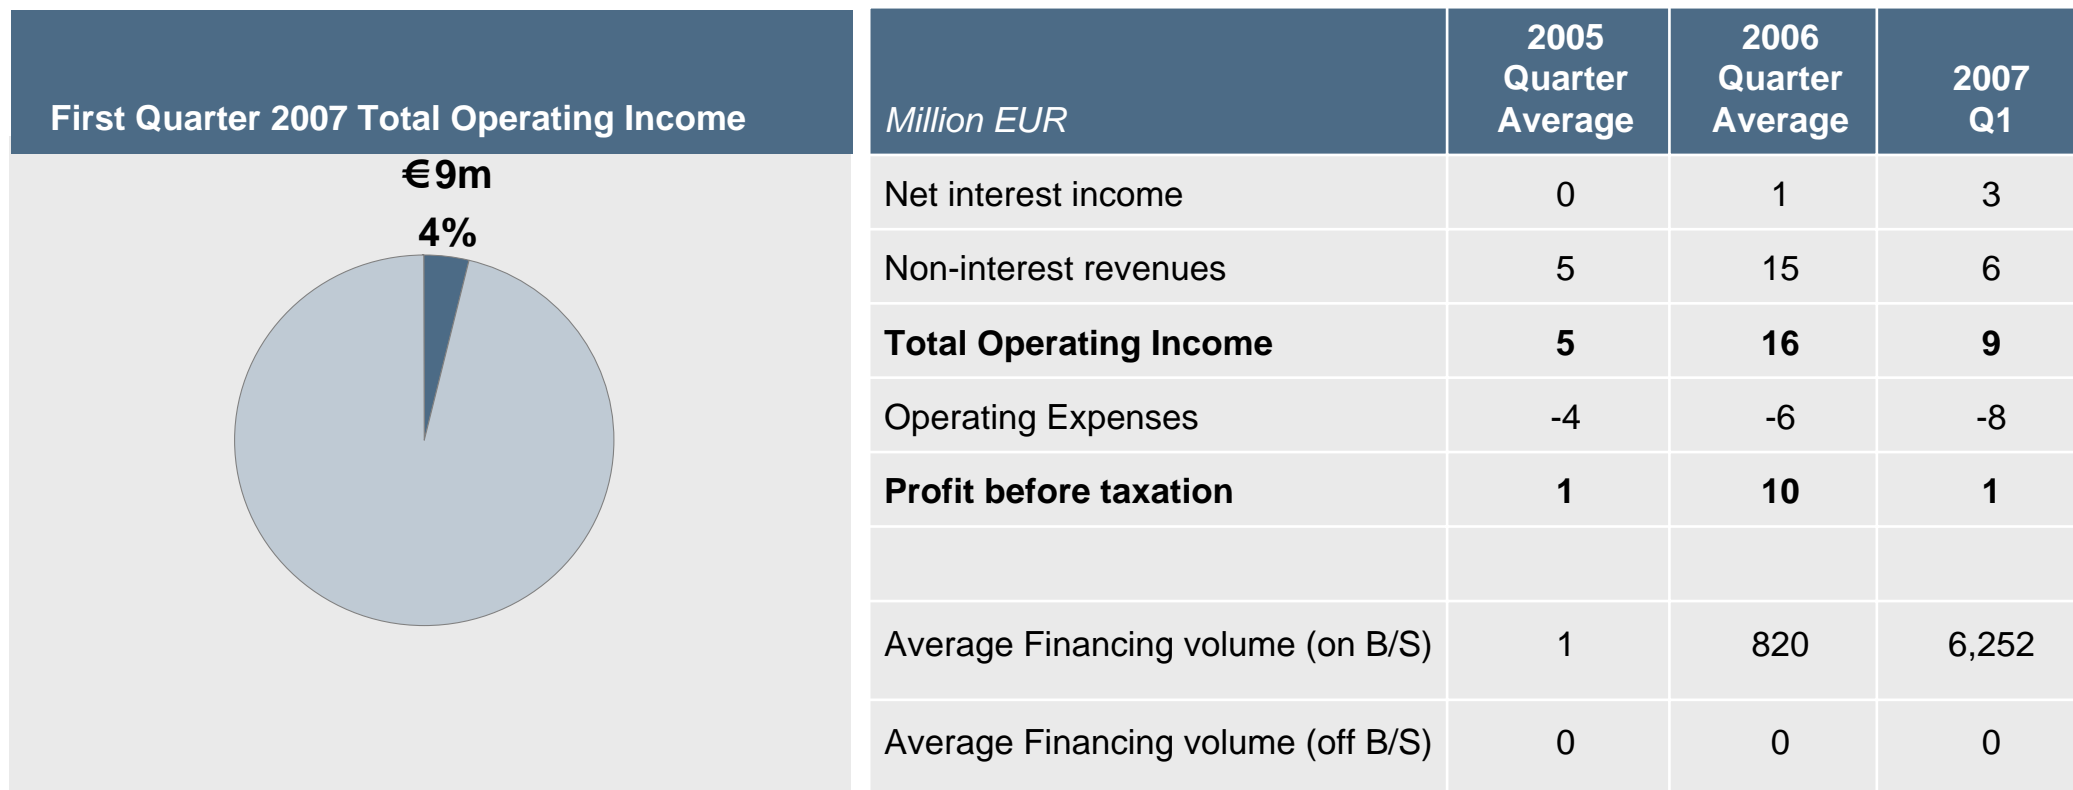 First Quarter 2007 Total Operating Income
€9m
4%
Million EUR
2005 Quarter Average
2006 Quarter Average
2007 Q1
Net interest income 0 1 3
Non-interest revenues 5 15 6
Total Operating Income 5 16 9
Operating Expenses -4 -6 -8
Profit before taxation 1 10 1
Average Financing volume (on B/S) 1 820 6,252
Average Financing volume (off B/S) 0 0 0